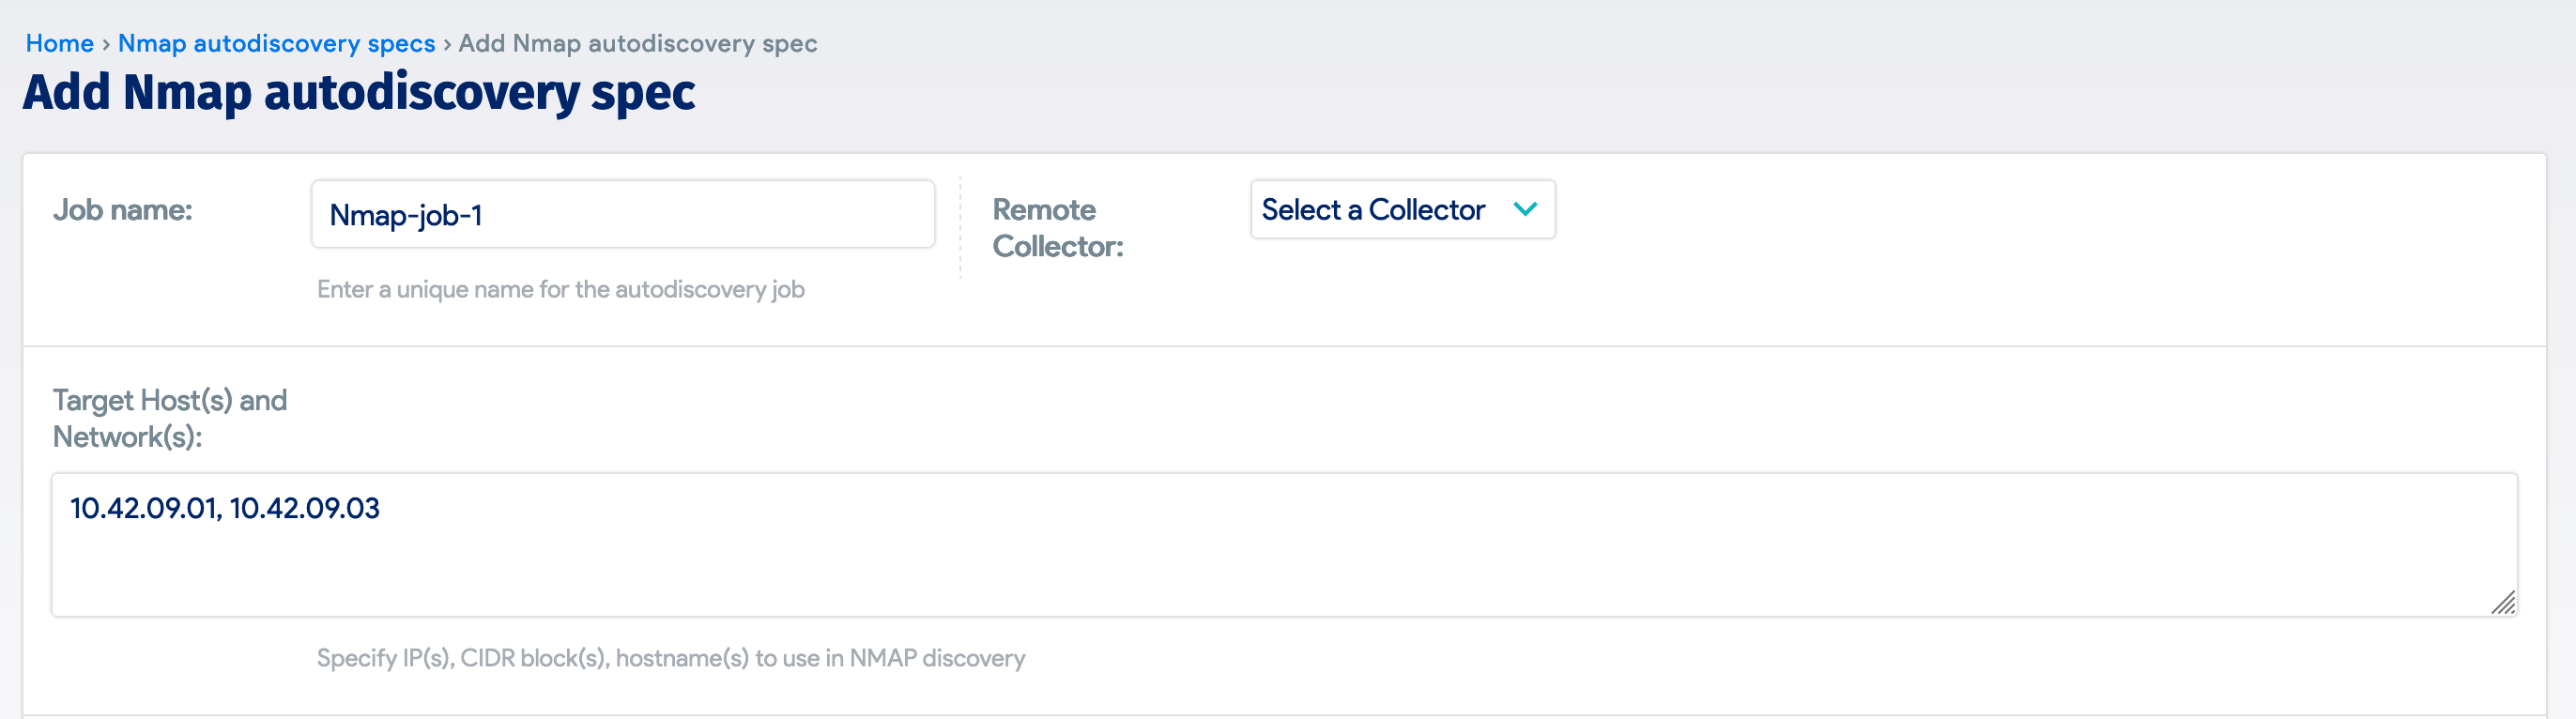 Home › Nmap autodiscovery specs › Add Nmap autodiscovery spec
Add Nmap autodiscovery spec
Job name:
Nmap-job-1
Enter a unique name for the autodiscovery job
Remote
Collector:
Select a Collector
Target Host(s) and
Network(s):
10.42.09.01, 10.42.09.03
Specify IP(s), CIDR block(s), hostname(s) to use in NMAP discovery